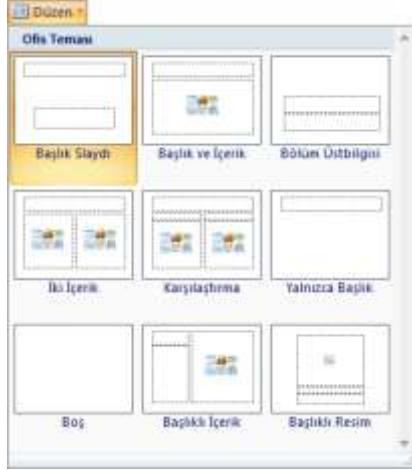 Düzen
Ofis Teması
Başlık Slaydı
Başlık ve İçerik
Bölüm Üstbilgisi
İki İçerik
Karşılaştırma
Yalnızca Başlık
Boş
Başlıklı İçerik
Başlıklı Resim